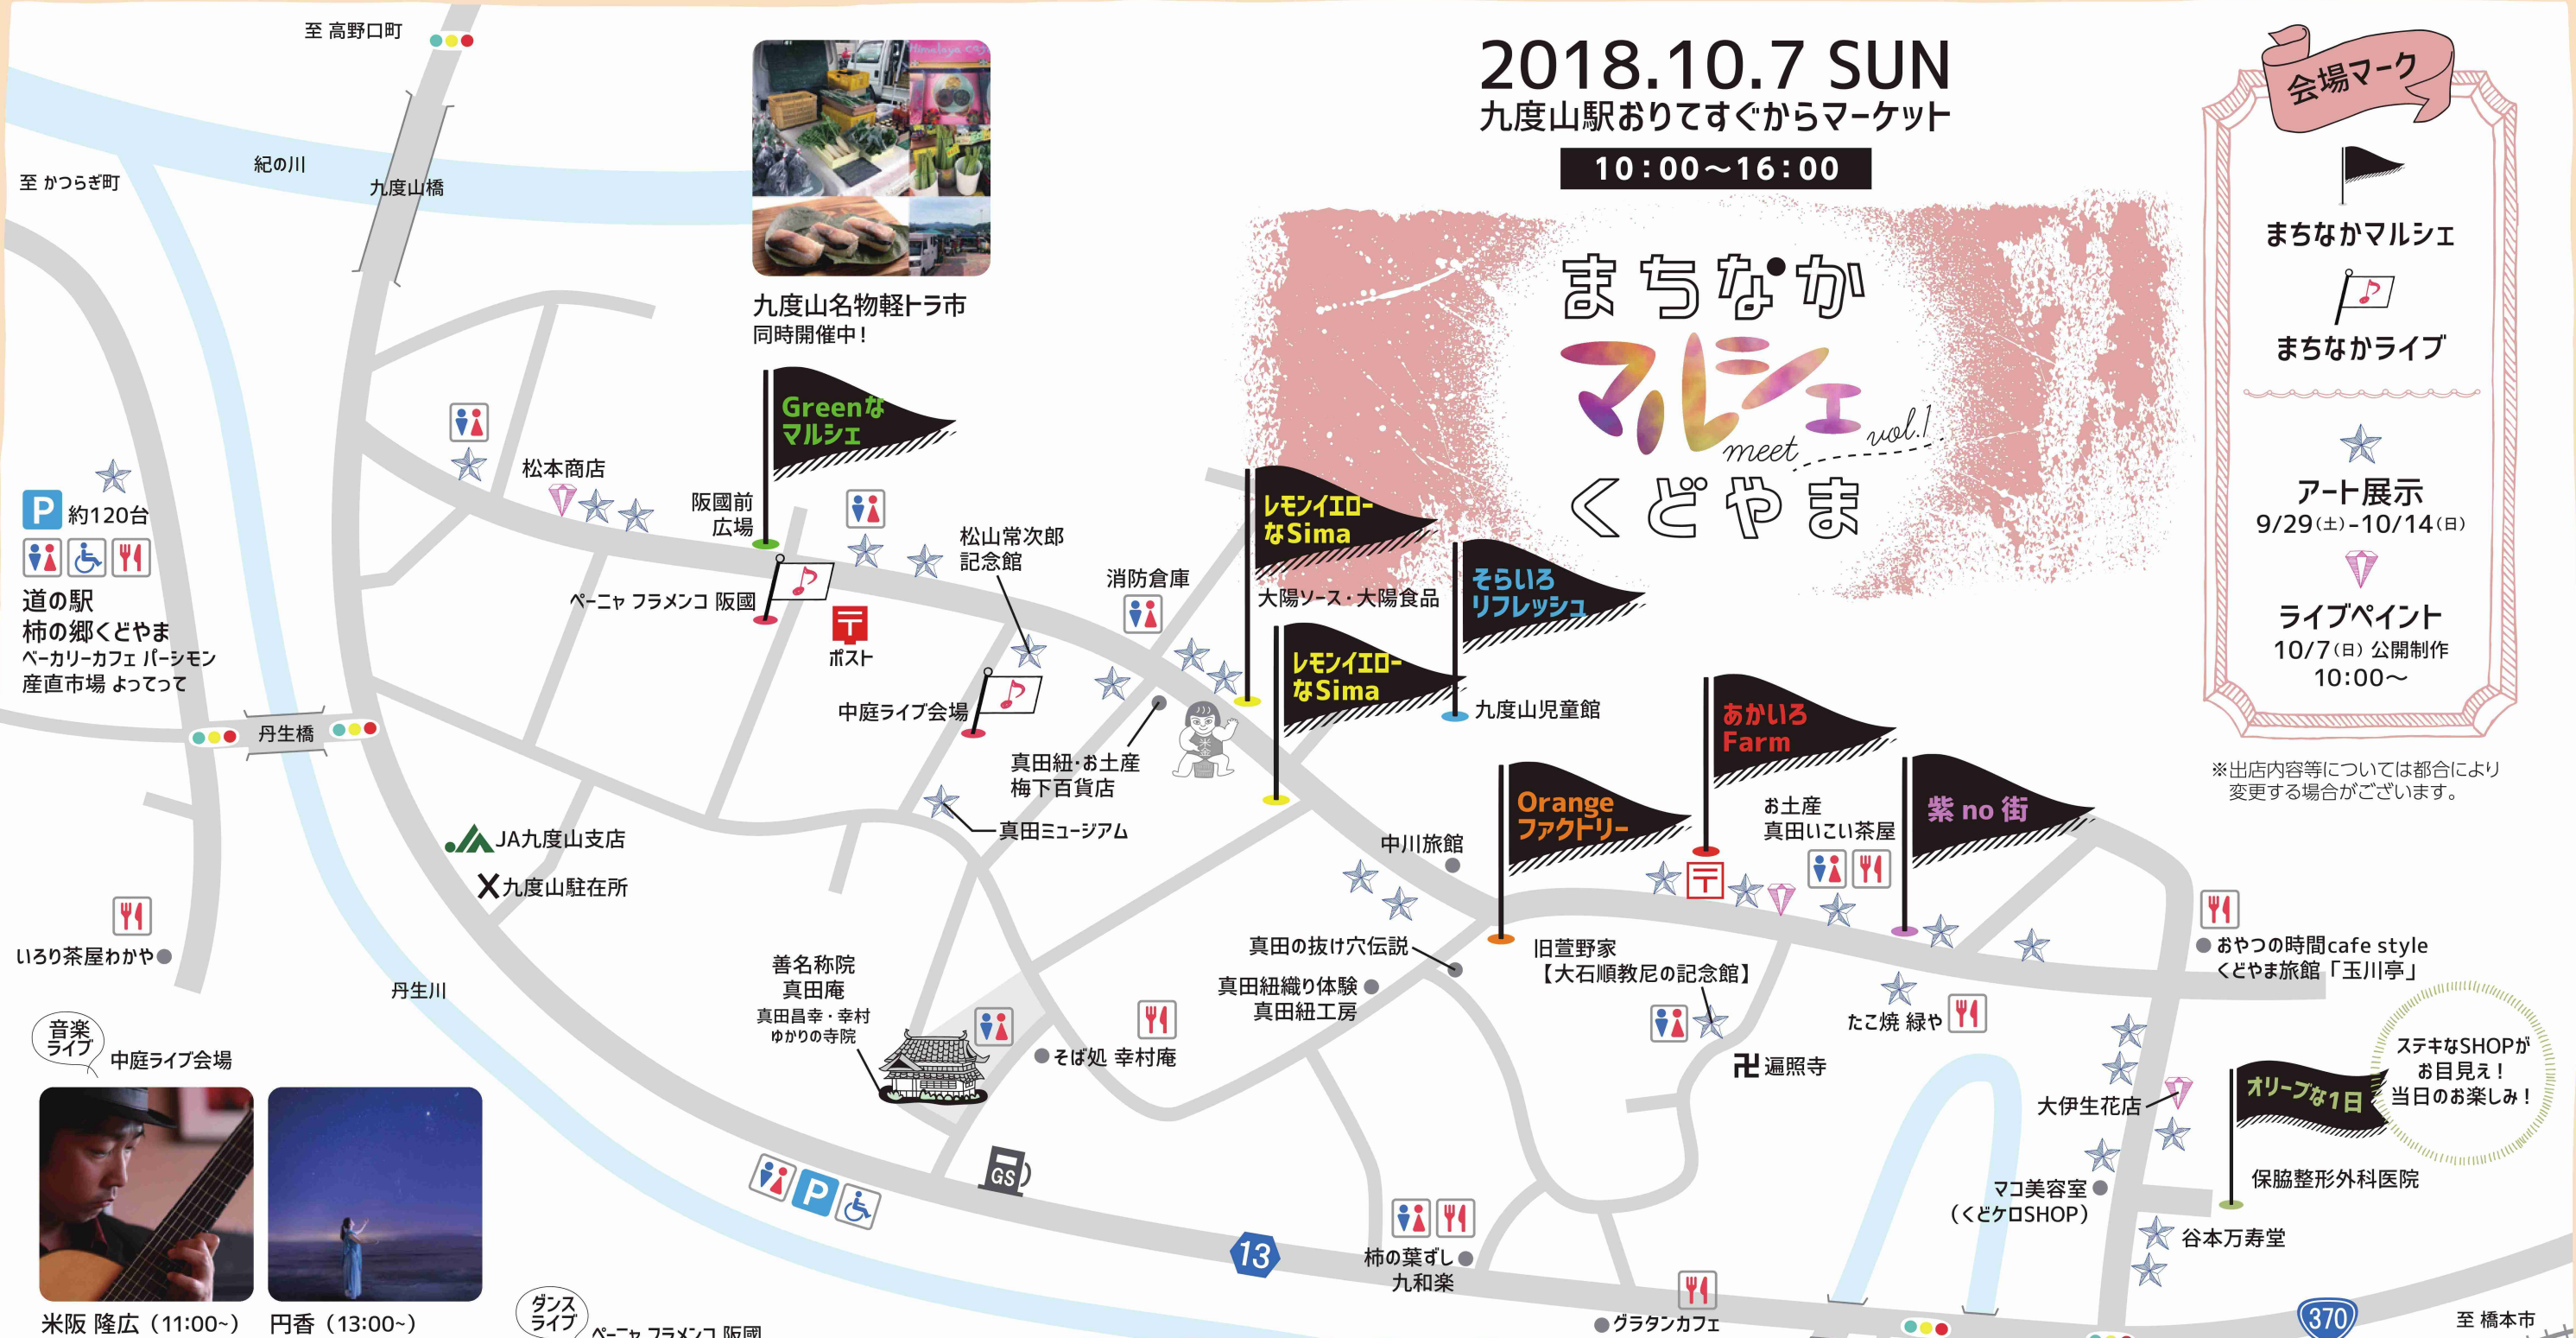 至 高野口町
紀の川
至 かつらぎ町
九度山橋
2018.10.7 SUN
九度山駅おりてすぐからマーケット
10:00～16:00
まちなか
マルシェ
meet vol.1
くどやま
会場マーク
まちなかマルシェ
まちなかライブ
アート展示
9/29(土)-10/14(日)
ライブペイント
10/7(日) 公開制作
10:00～
※出店内容等については都合により
変更する場合がございます。
九度山名物軽トラ市
同時開催中！
Greenな
マルシェ
松本商店
阪國前
広場
P 約120台
道の駅
柿の郷くどやま
ベーカリーカフェ パーシモン
産直市場 よってって
ペーニャ フラメンコ 阪國
〒
ポスト
松山常次郎
記念館
消防倉庫
中庭ライブ会場
レモンイエロー
なSima
大陽ソース・大陽食品
そらいろ
リフレッシュ
レモンイエロー
なSima
九度山児童館
丹生橋
真田紐・お土産
梅下百貨店
米
金
真田ミュージアム
あかいろ
Farm
Orange
ファクトリー
お土産
真田いこい茶屋
紫 no 街
中川旅館
〒
JA九度山支店
X九度山駐在所
いろり茶屋わかや
丹生川
善名称院
真田庵
真田昌幸・幸村
ゆかりの寺院
そば処 幸村庵
真田の抜け穴伝説
真田紐織り体験
真田紐工房
旧萱野家
【大石順教尼の記念館】
卍 遍照寺
たこ焼 緑や
おやつの時間cafe style
くどやま旅館「玉川亭」
ステキなSHOPが
お目見え！
当日のお楽しみ！
オリーブな1日
大伊生花店
保脇整形外科医院
マコ美容室
（くどケロSHOP）
谷本万寿堂
音楽
ライブ
中庭ライブ会場
米阪 隆広（11:00~）
円香（13:00~）
ダンス
ライブ
ペーニャ フラメンコ 阪國
P
GS
13
柿の葉ずし
九和楽
グラタンカフェ
370
至 橋本市